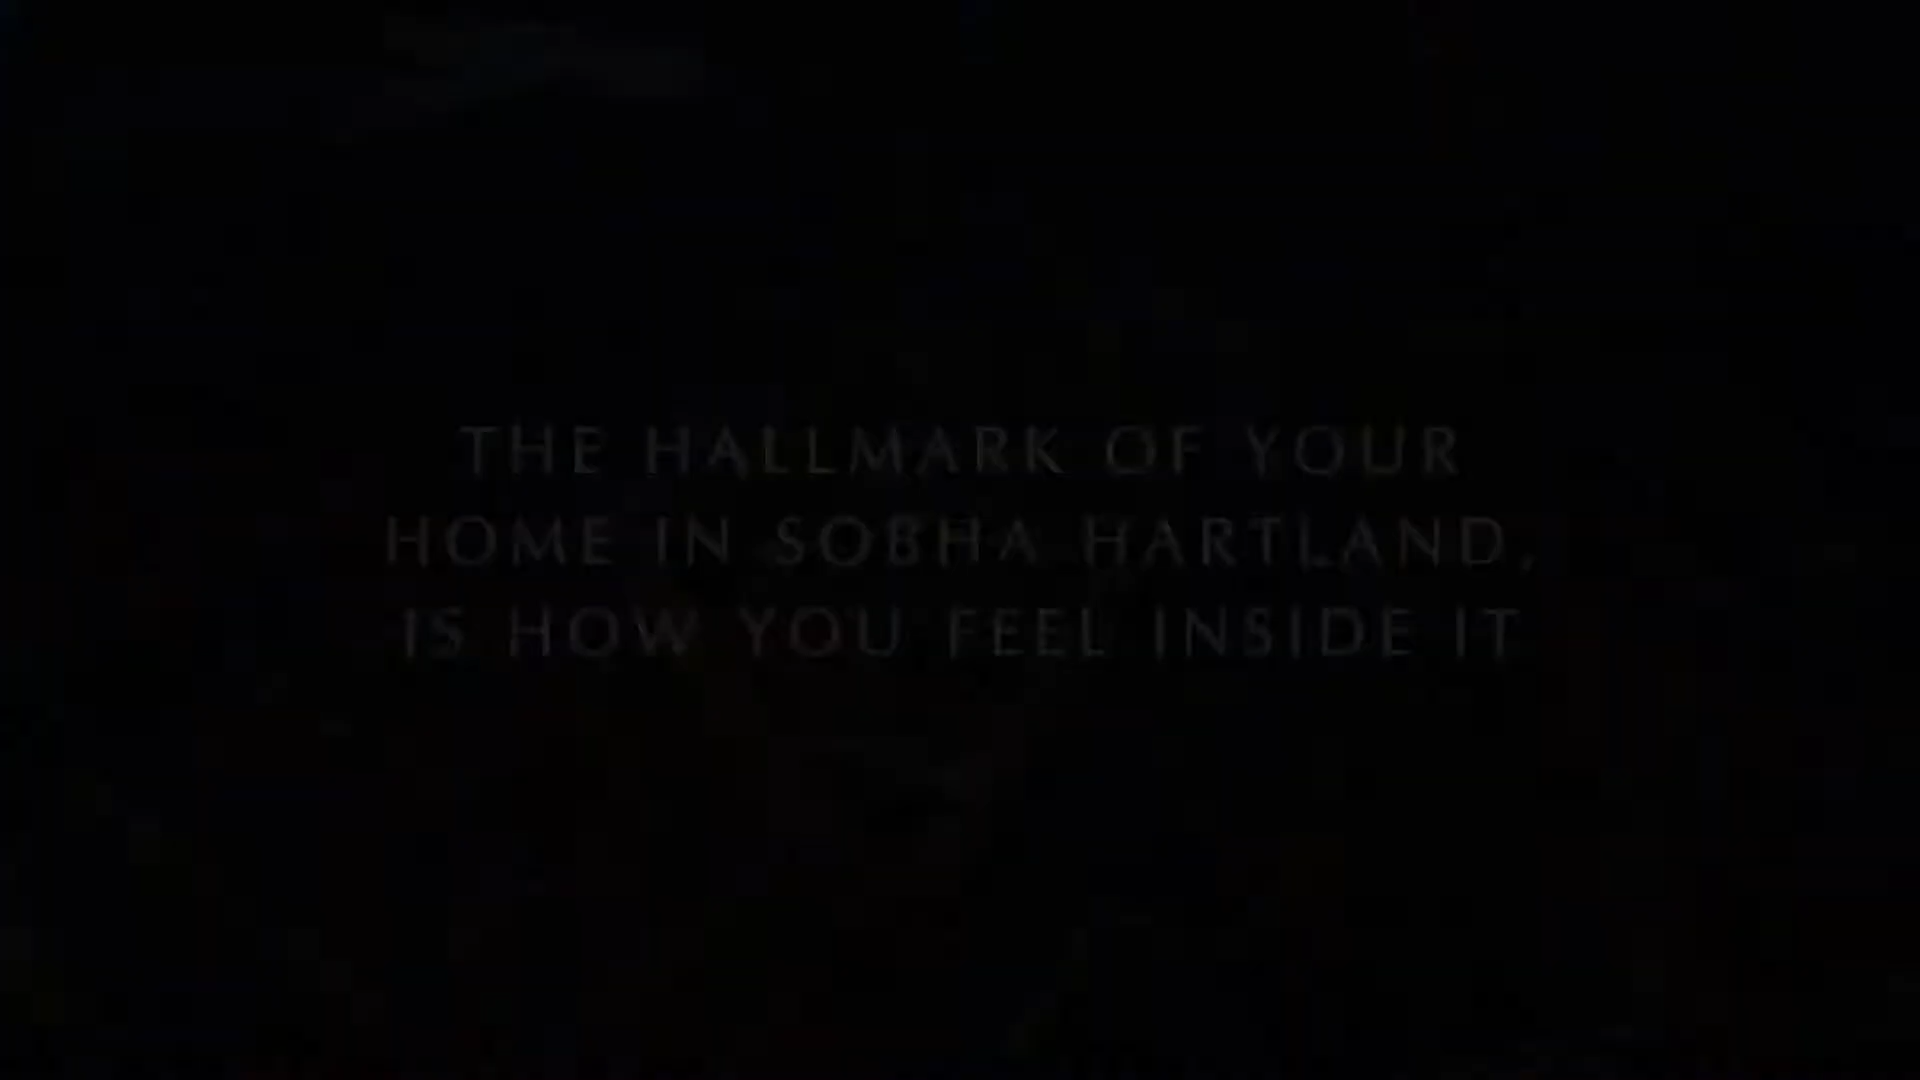 THE HALLMARK OF YOUR
HOME IN SOBHA HARTLAND,
IS HOW YOU FEEL INSIDE IT